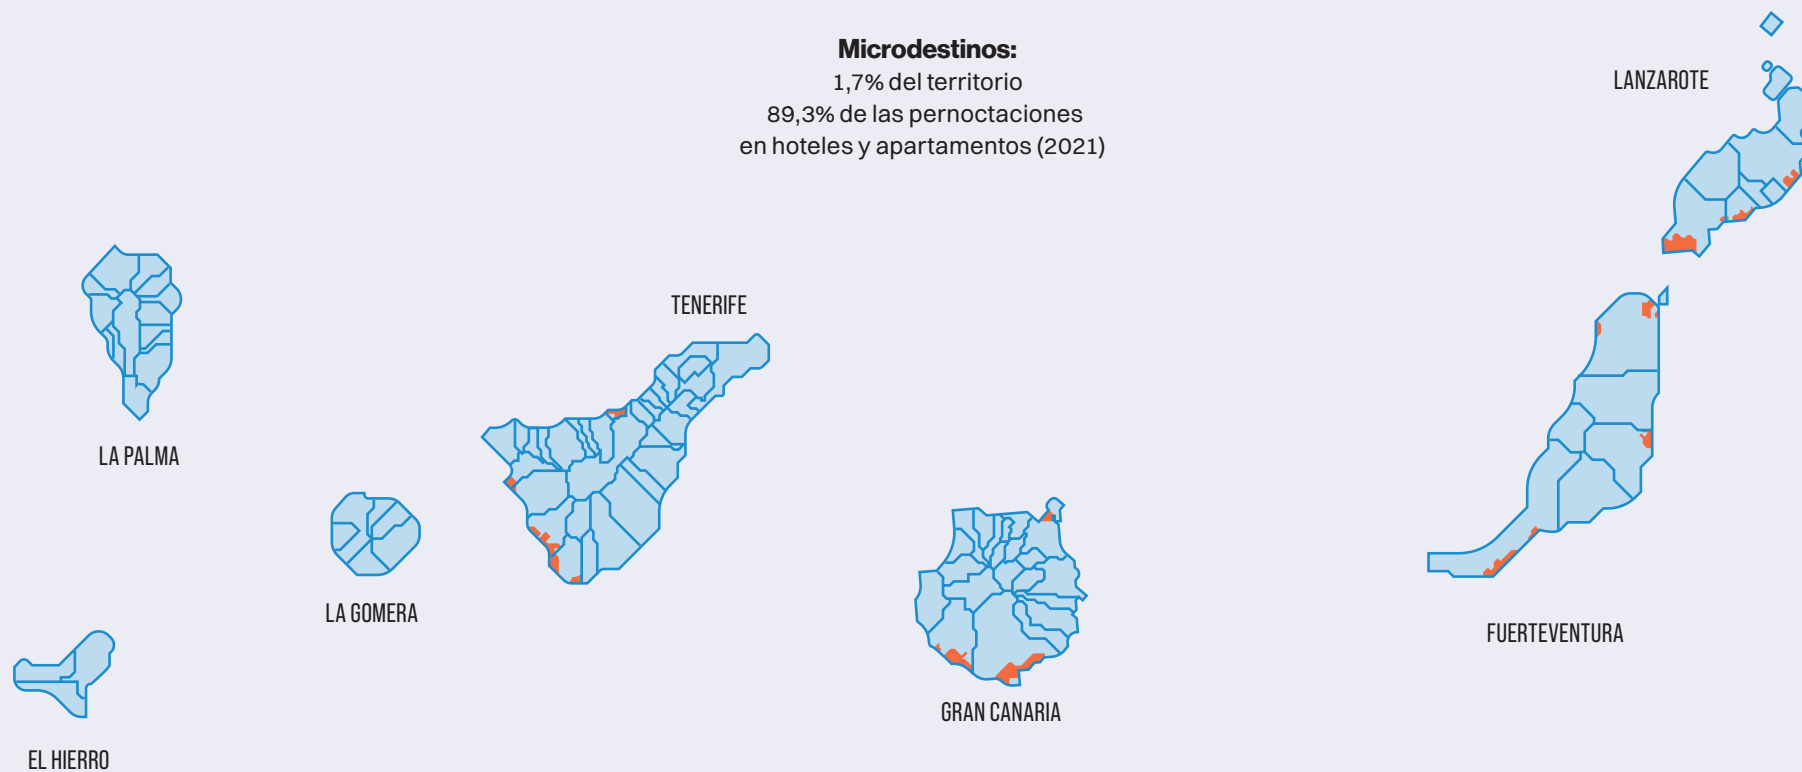 Microdestinos:
1,7% del territorio
89,3% de las pernoctaciones
en hoteles y apartamentos (2021)
LANZAROTE
TENERIFE
LA PALMA
LA GOMERA
FUERTEVENTURA
GRAN CANARIA
EL HIERRO